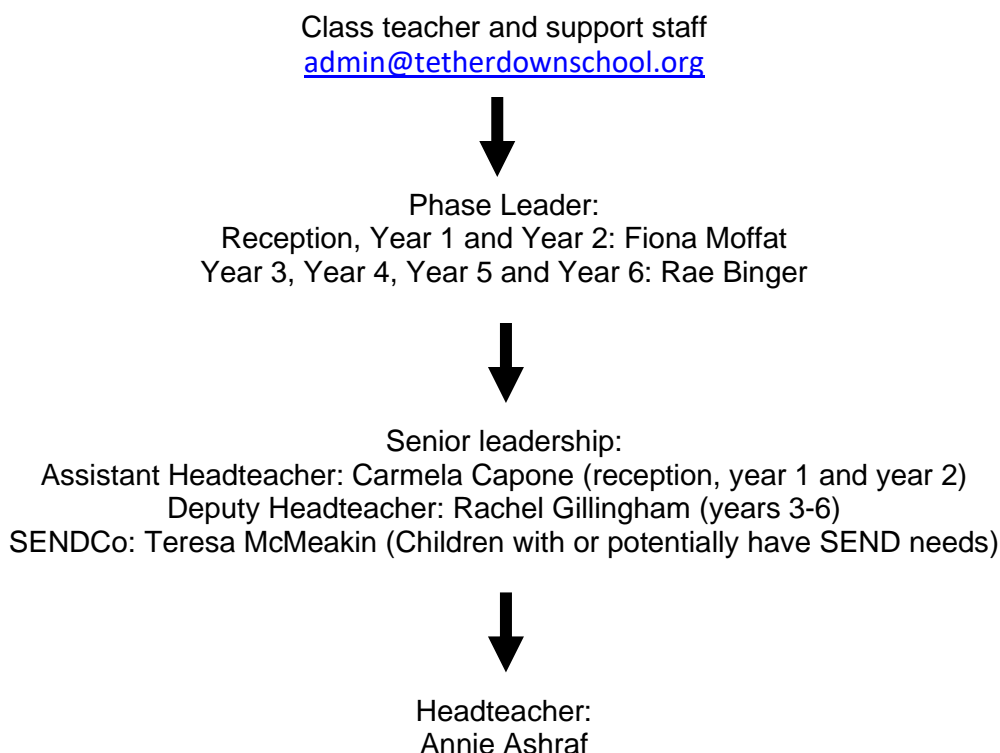 Class teacher and support staff
admin@tetherdownschool.org
Phase Leader:
Reception, Year 1 and Year 2: Fiona Moffat
Year 3, Year 4, Year 5 and Year 6: Rae Binger
Senior leadership:
Assistant Headteacher: Carmela Capone (reception, year 1 and year 2)
Deputy Headteacher: Rachel Gillingham (years 3-6)
SENDCo: Teresa McMeakin (Children with or potentially have SEND needs)
Headteacher:
Annie Ashraf